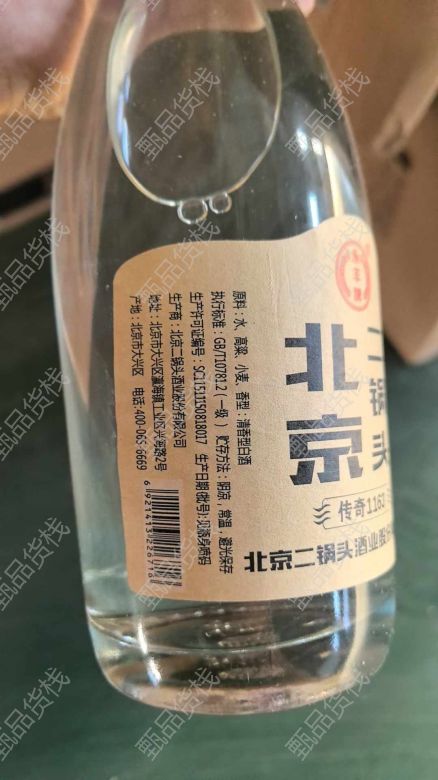 原料: 水、高粱、小麦、香型: 清香型白酒
执行标准: GB/T10781.2 (一级) 贮存方法: 阴凉, 常温, 避光保存
生产许可证编号: SC11511150818017 生产日期(批号): 见瓶身喷码
生产商: 北京二锅头酒业股份有限公司
地址: 北京市大兴区瀛海镇工业区兴海路2号
产地: 北京市大兴区 电话: 400-065-6669
6921413226716
二锅头
北京
传奇1163
北京二锅头酒业股
甄品货栈